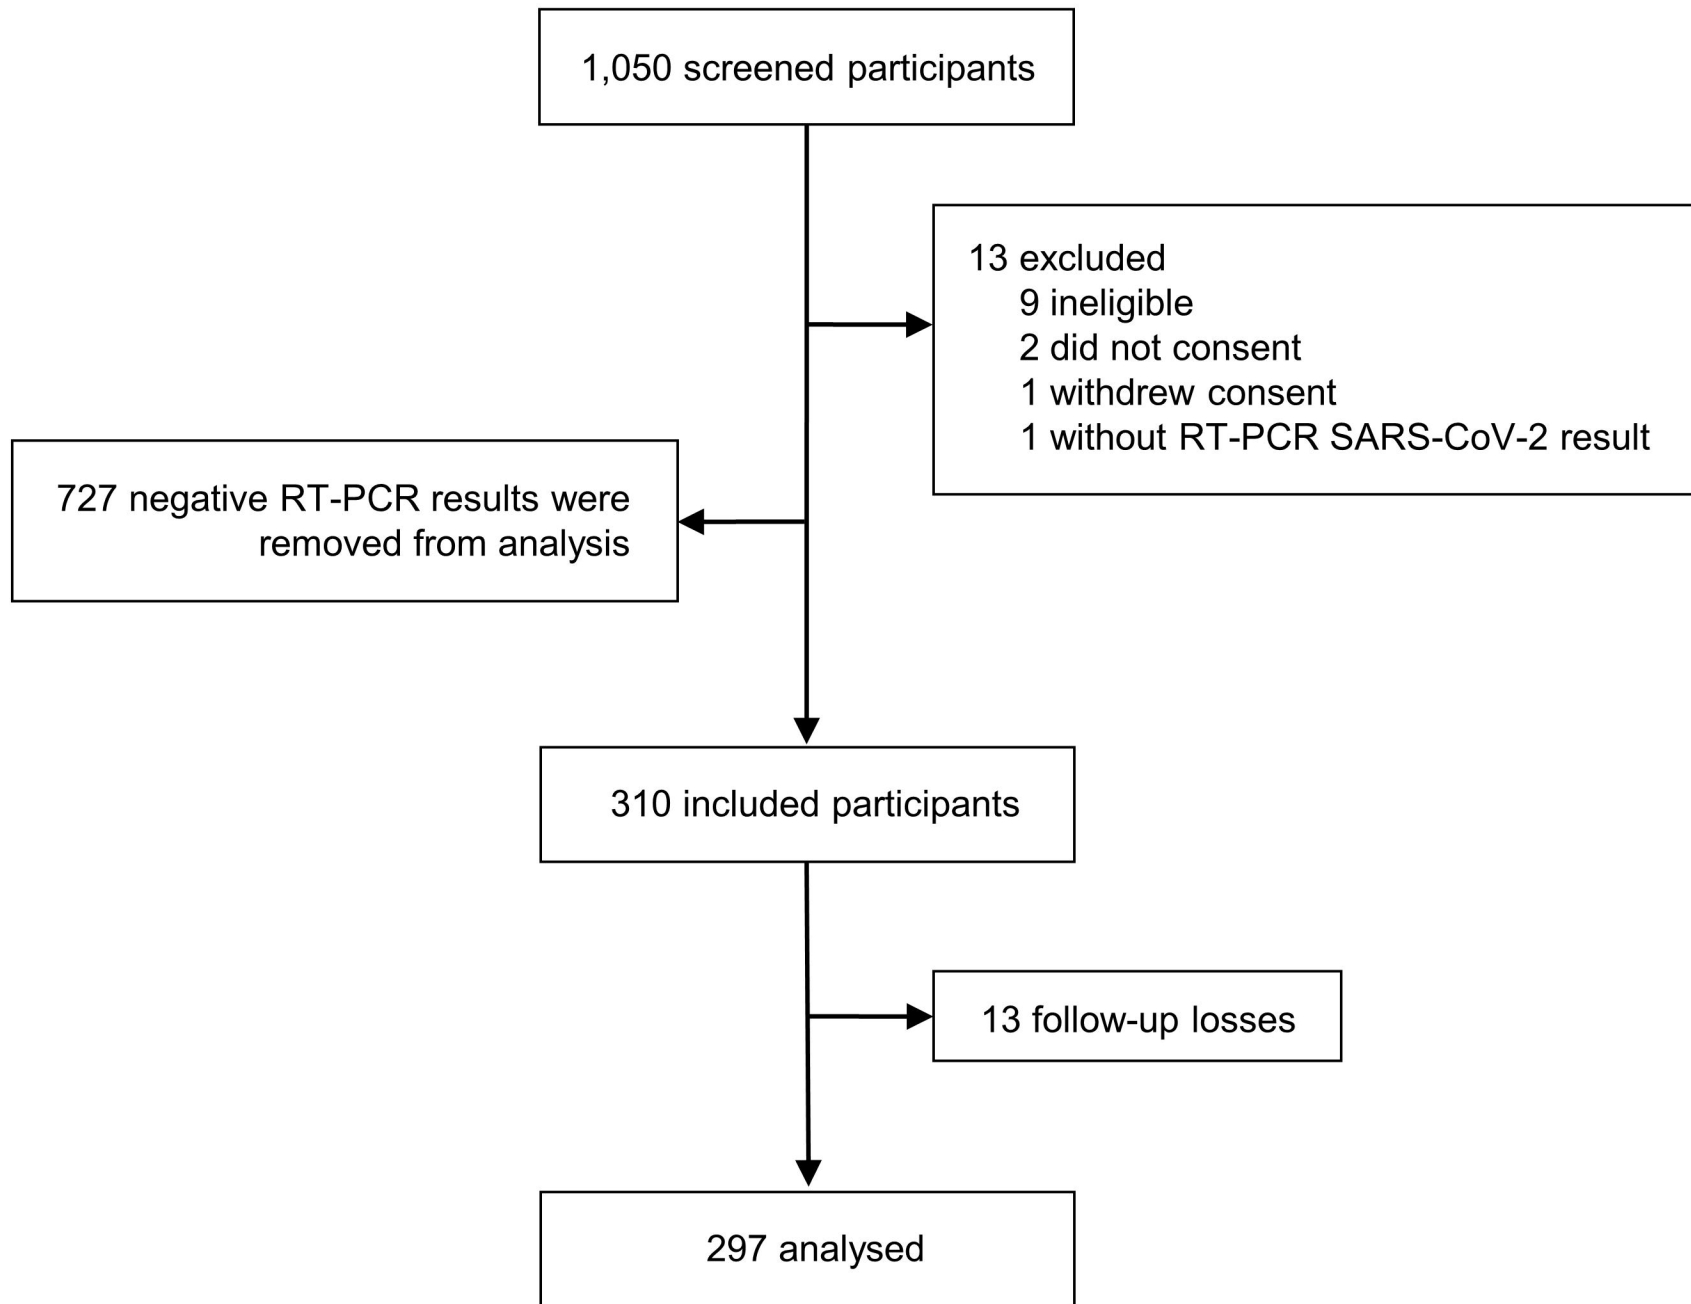 1,050 screened participants
13 excluded
9 ineligible
2 did not consent
1 withdrew consent
1 without RT-PCR SARS-CoV-2 result
727 negative RT-PCR results were
removed from analysis
310 included participants
13 follow-up losses
297 analysed